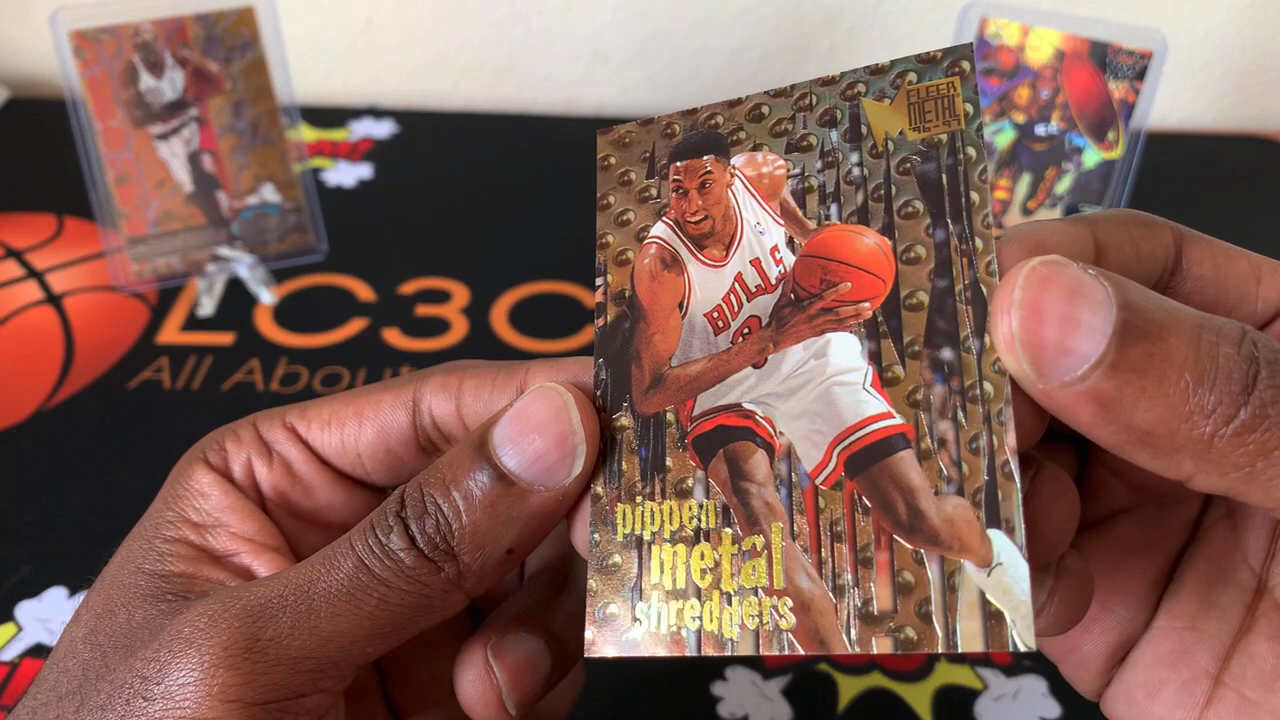 FLEER
METAL
'96-97
BULLS
pippen
metal
shredders
LC3C
All About